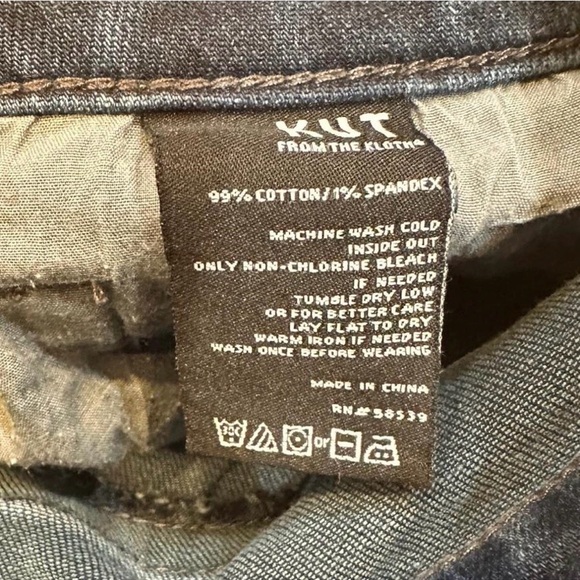 KUT
FROM THE KLOTH®
99% COTTON/1% SPANDEX
MACHINE WASH COLD
INSIDE OUT
ONLY NON-CHLORINE BLEACH
IF NEEDED
TUMBLE DRY LOW
OR FOR BETTER CARE
LAY FLAT TO DRY
WARM IRON IF NEEDED
WASH ONCE BEFORE WEARING
MADE IN CHINA
RN# 58539
30C or